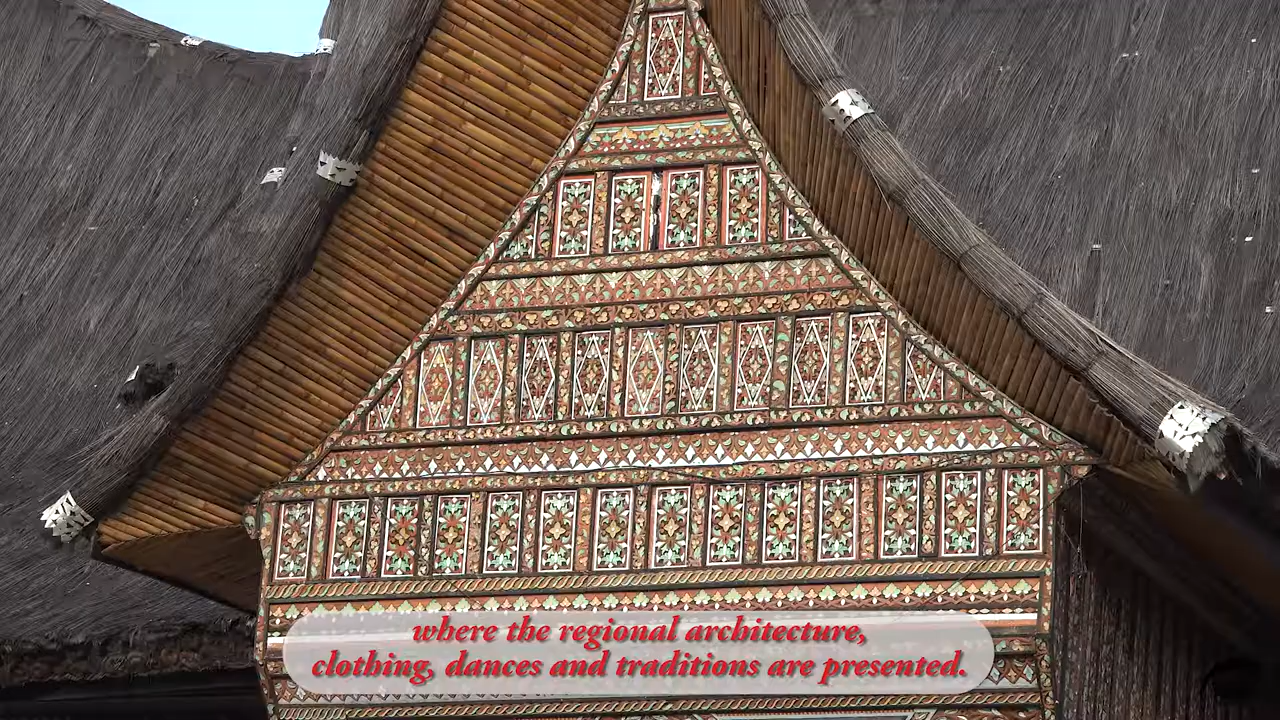 where the regional architecture,
clothing, dances and traditions are presented.